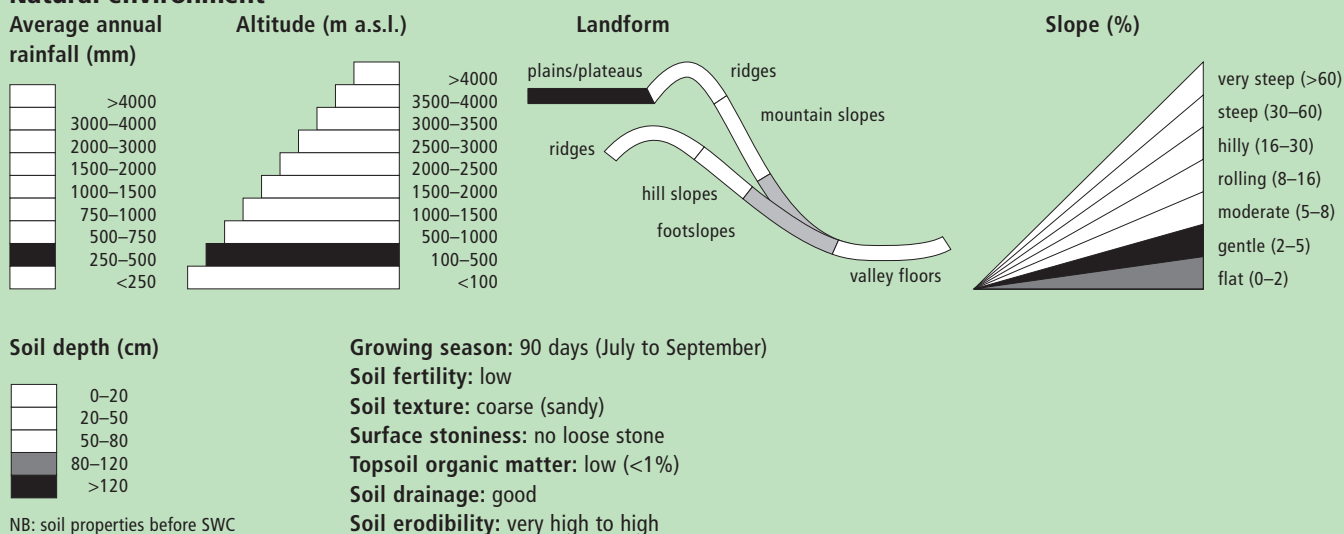 Natural environment
Average annual
rainfall (mm)
>4000
3000–4000
2000–3000
1500–2000
1000–1500
750–1000
500–750
250–500
<250
Altitude (m a.s.l.)
>4000
3500–4000
3000–3500
2500–3000
2000–2500
1500–2000
1000–1500
500–1000
100–500
<100
Landform
plains/plateaus
ridges
mountain slopes
ridges
hill slopes
footslopes
valley floors
Slope (%)
very steep (>60)
steep (30–60)
hilly (16–30)
rolling (8–16)
moderate (5–8)
gentle (2–5)
flat (0–2)
Soil depth (cm)
0–20
20–50
50–80
80–120
>120
NB: soil properties before SWC
Growing season: 90 days (July to September)
Soil fertility: low
Soil texture: coarse (sandy)
Surface stoniness: no loose stone
Topsoil organic matter: low (<1%)
Soil drainage: good
Soil erodibility: very high to high